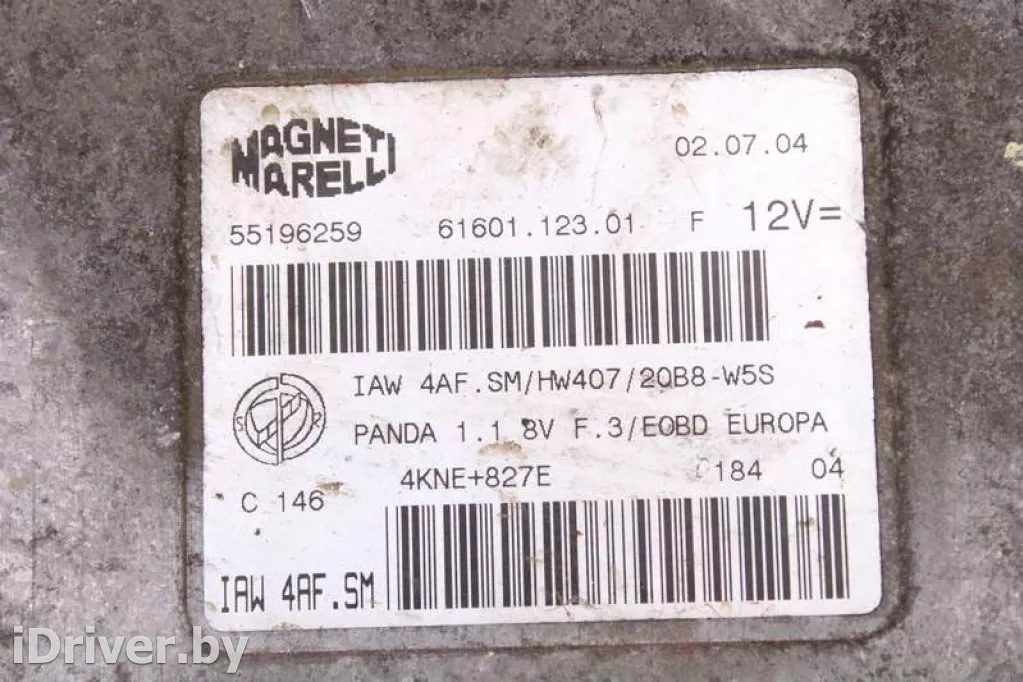 MAGNETI
MARELLI
02.07.04
55196259 61601.123.01 F 12V=
IAW 4AF.SM/HW407/2QB8-W5S
PANDA 1.1 8V F.3/EOBD EUROPA
4KNE+827E 184 04
C 146
IAW 4AF.SM
iDriver.by